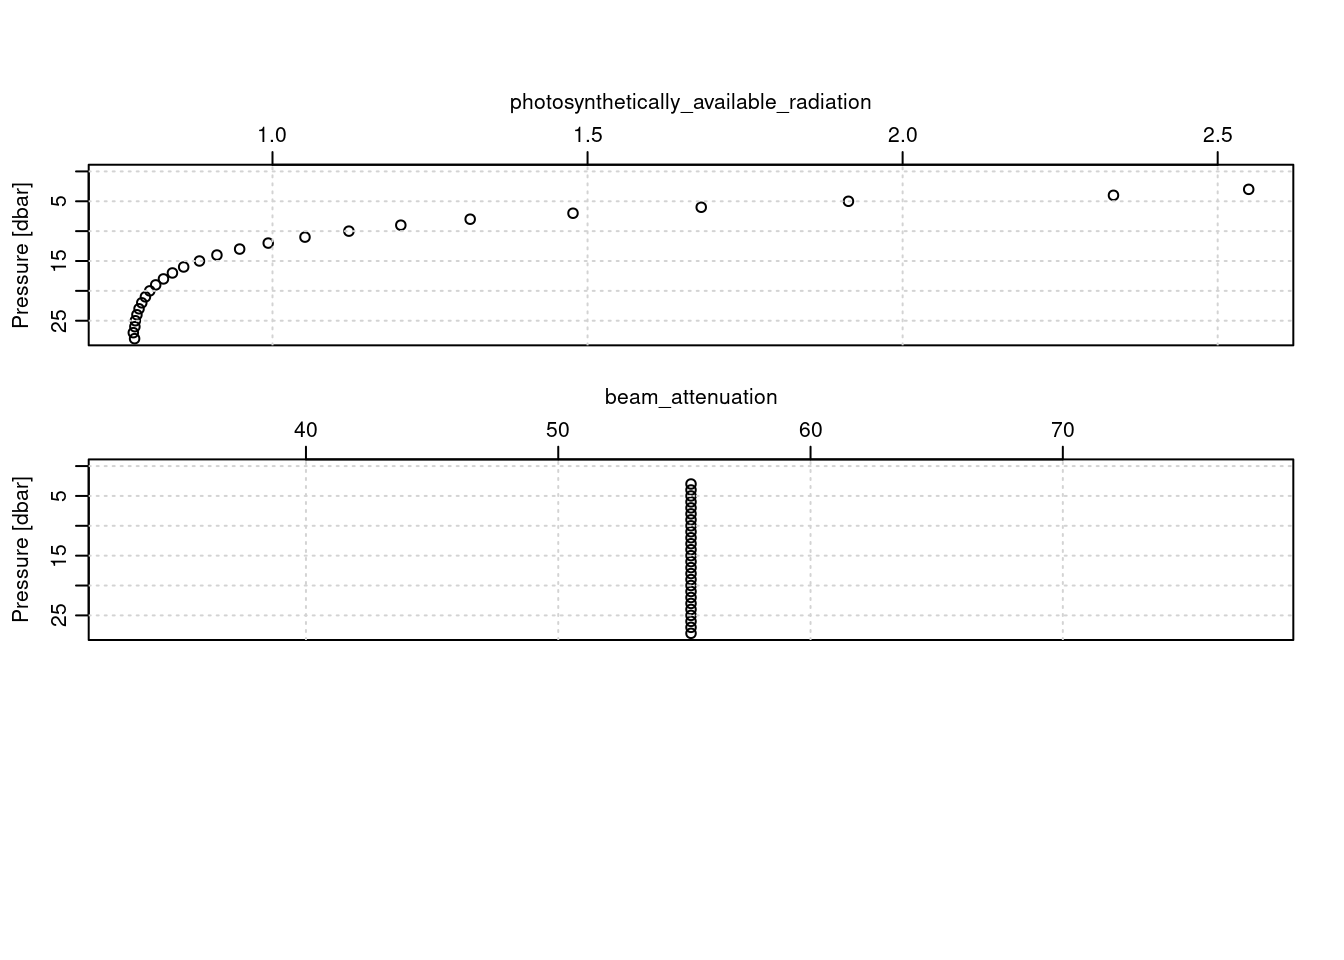 photosynthetically_available_radiation
1.0 1.5 2.0 2.5
Pressure [dbar]
5
15
25
beam_attenuation
40 50 60 70
Pressure [dbar]
5
15
25